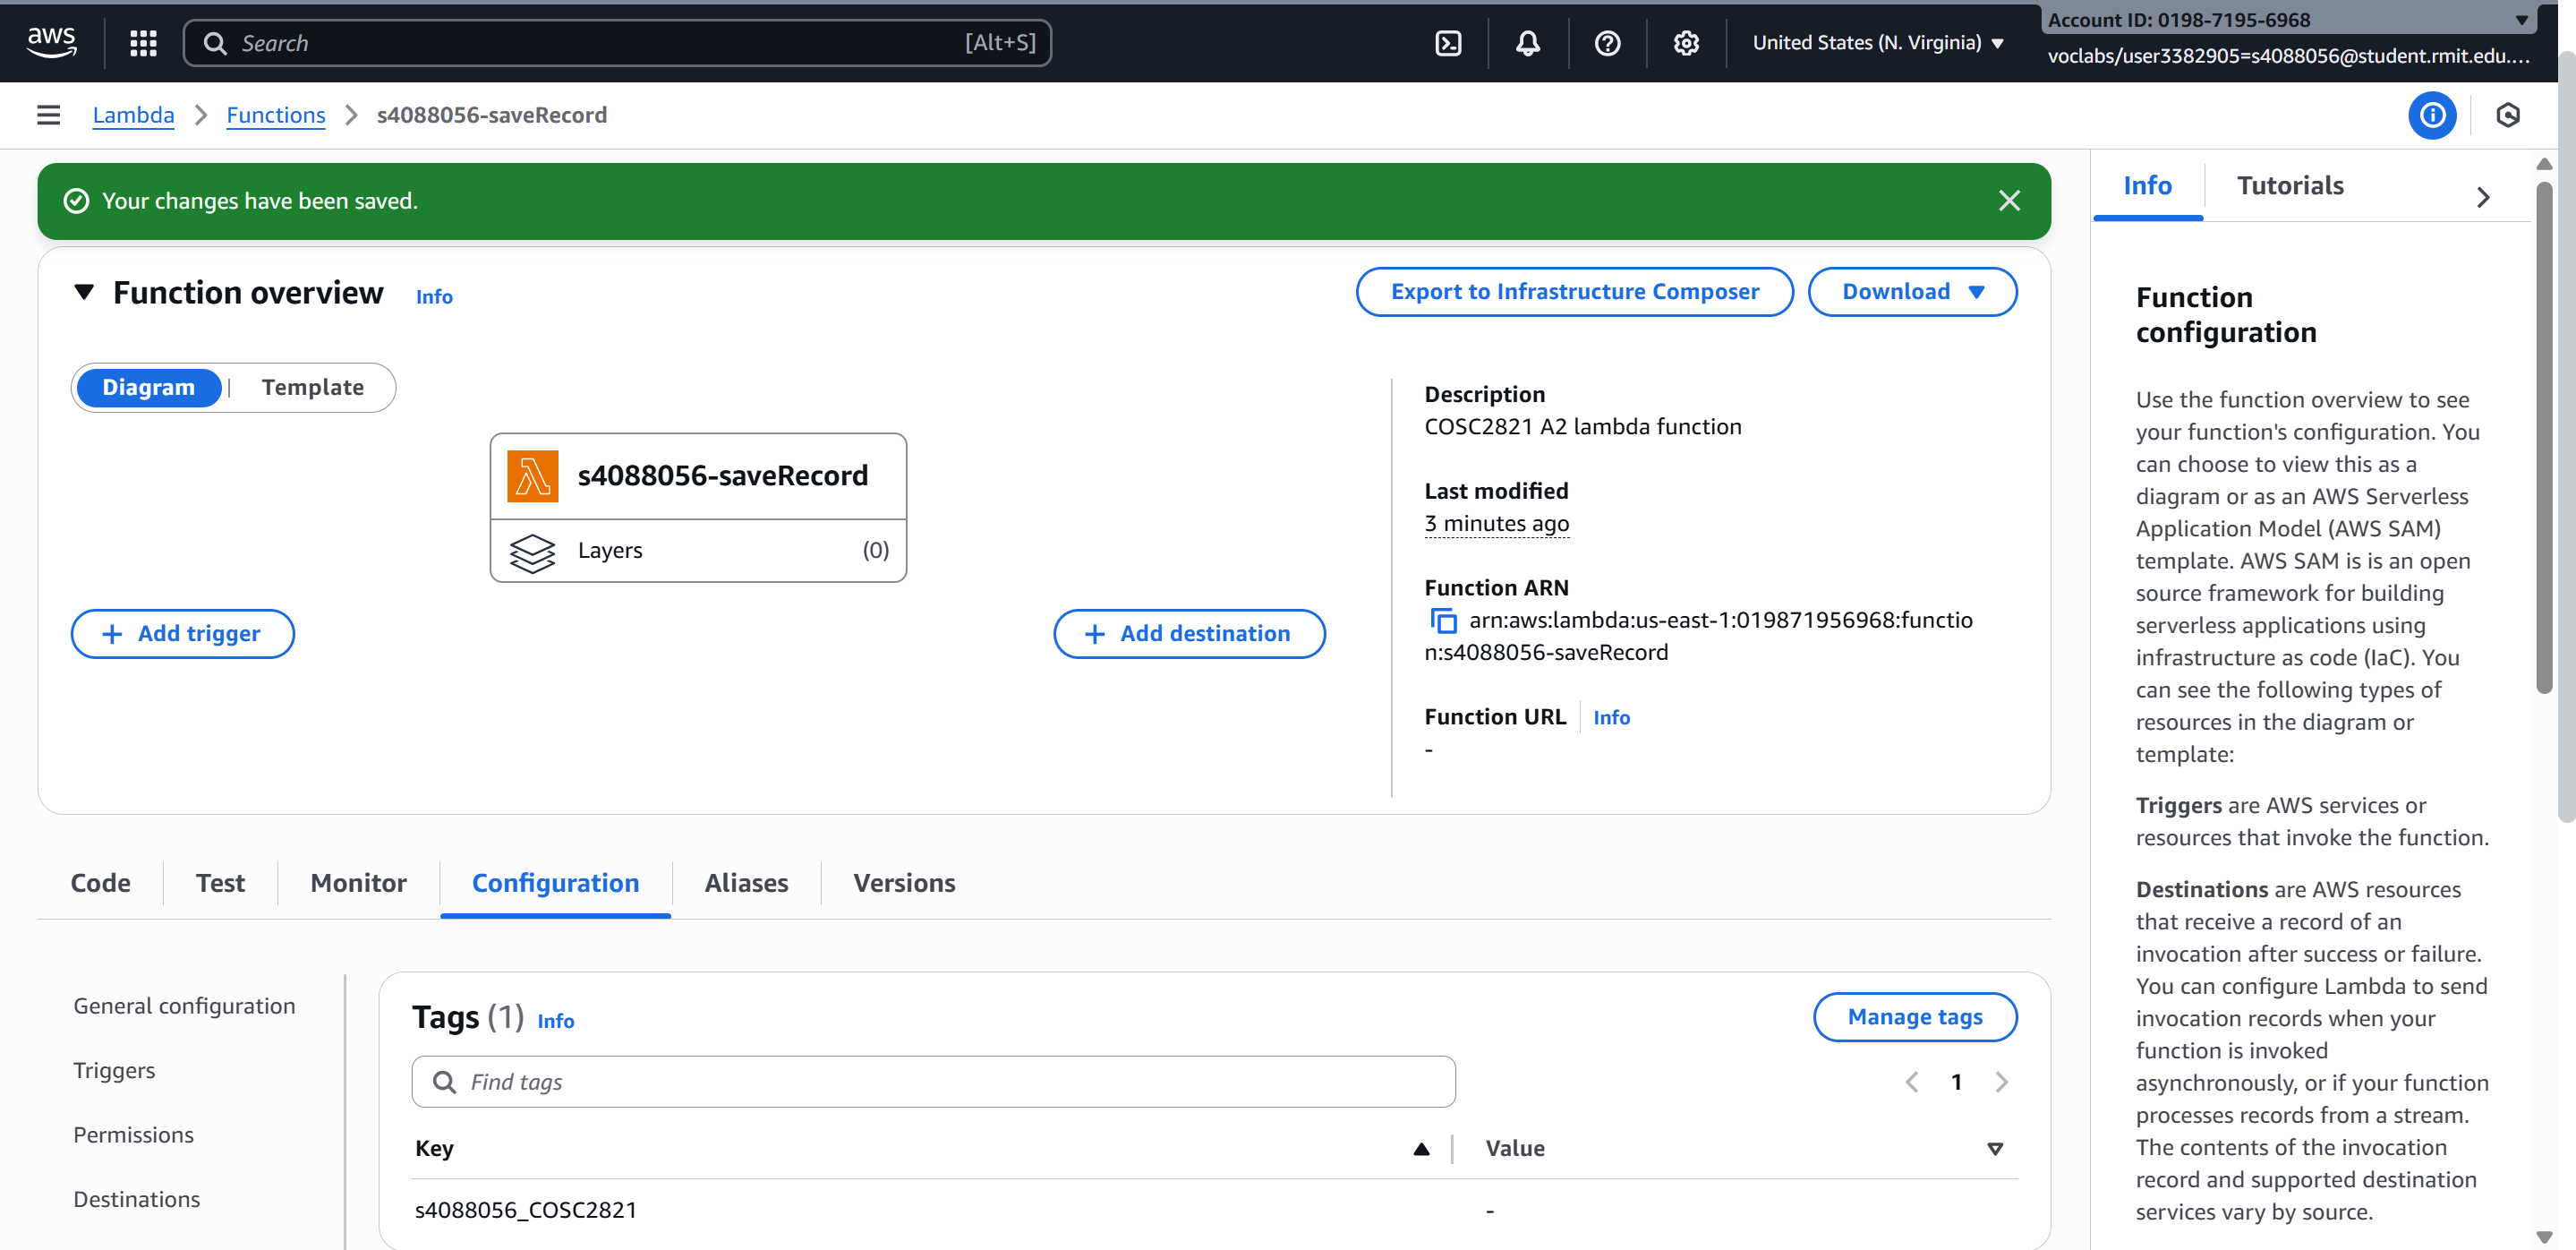 aws
Search
[Alt+S]
United States (N. Virginia)
Account ID: 0198-7195-6968
voclabs/user3382905=s4088056@student.rmit.edu....
Lambda
Functions
s4088056-saveRecord
Your changes have been saved.
Function overview
Info
Export to Infrastructure Composer
Download
Diagram
Template
s4088056-saveRecord
Layers
(0)
Add trigger
Add destination
Description
COSC2821 A2 lambda function
Last modified
3 minutes ago
Function ARN
arn:aws:lambda:us-east-1:019871956968:functio
n:s4088056-saveRecord
Function URL
Info
-
Code
Test
Monitor
Configuration
Aliases
Versions
General configuration
Triggers
Permissions
Destinations
Tags (1)
Info
Manage tags
Find tags
1
Key
Value
s4088056_COSC2821
-
Info
Tutorials
Function
configuration
Use the function overview to see
your function's configuration. You
can choose to view this as a
diagram or as an AWS Serverless
Application Model (AWS SAM)
template. AWS SAM is is an open
source framework for building
serverless applications using
infrastructure as code (IaC). You
can see the following types of
resources in the diagram or
template:
Triggers are AWS services or
resources that invoke the function.
Destinations are AWS resources
that receive a record of an
invocation after success or failure.
You can configure Lambda to send
invocation records when your
function is invoked
asynchronously, or if your function
processes records from a stream.
The contents of the invocation
record and supported destination
services vary by source.